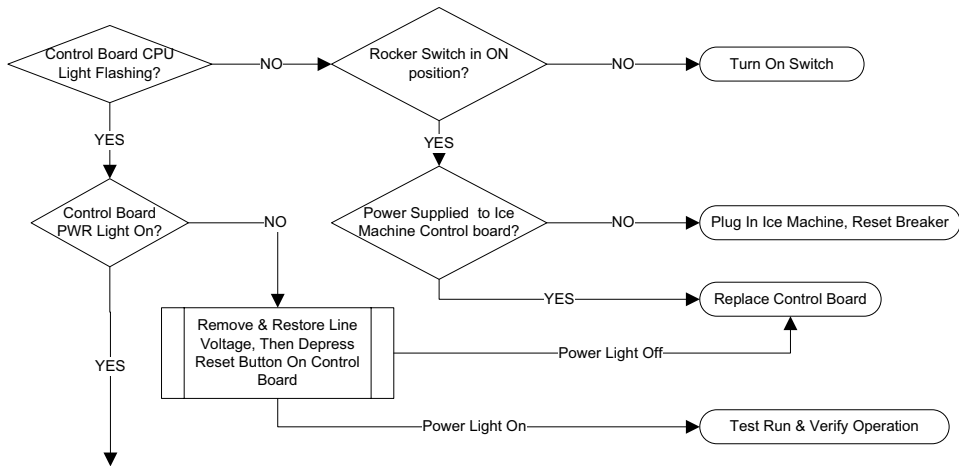 Control Board CPU
Light Flashing?
NO
Rocker Switch in ON
position?
NO
Turn On Switch
YES
YES
Control Board
PWR Light On?
NO
Power Supplied  to Ice
Machine Control board?
NO
Plug In Ice Machine, Reset Breaker
YES
Replace Control Board
Remove & Restore Line
Voltage, Then Depress
Reset Button On Control
Board
Power Light Off
YES
Power Light On
Test Run & Verify Operation